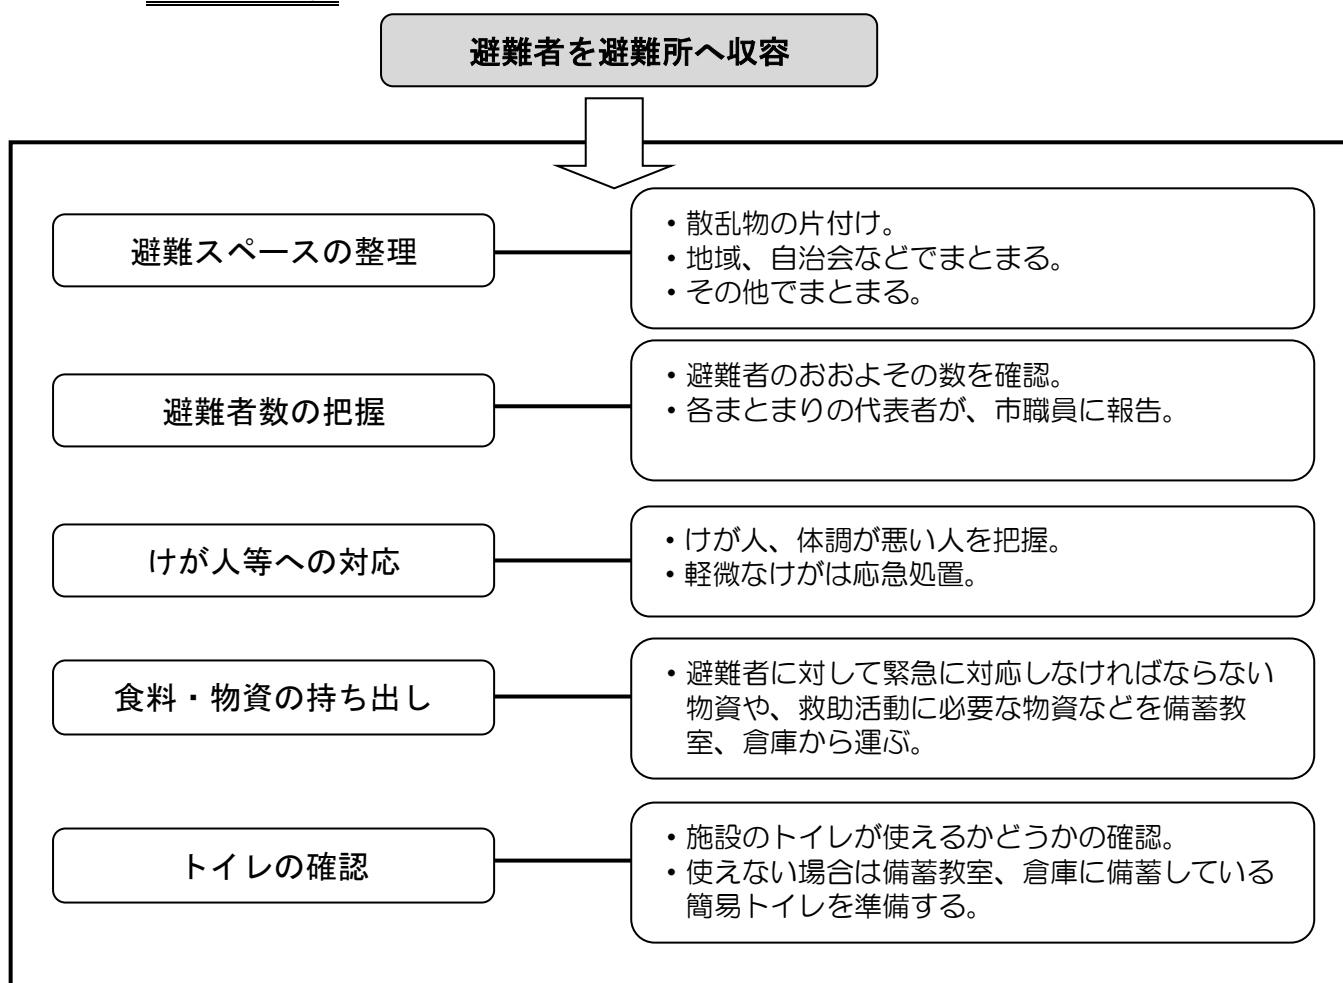 避難者を避難所へ収容
避難スペースの整理
・散乱物の片付け。
・地域、自治会などでまとまる。
・その他でまとまる。
避難者数の把握
・避難者のおおよその数を確認。
・各まとまりの代表者が、市職員に報告。
けが人等への対応
・けが人、体調が悪い人を把握。
・軽微なけがは応急処置。
食料・物資の持ち出し
・避難者に対して緊急に対応しなければならない
物資や、救助活動に必要な物資などを備蓄教
室、倉庫から運ぶ。
トイレの確認
・施設のトイレが使えるかどうかの確認。
・使えない場合は備蓄教室、倉庫に備蓄している
簡易トイレを準備する。